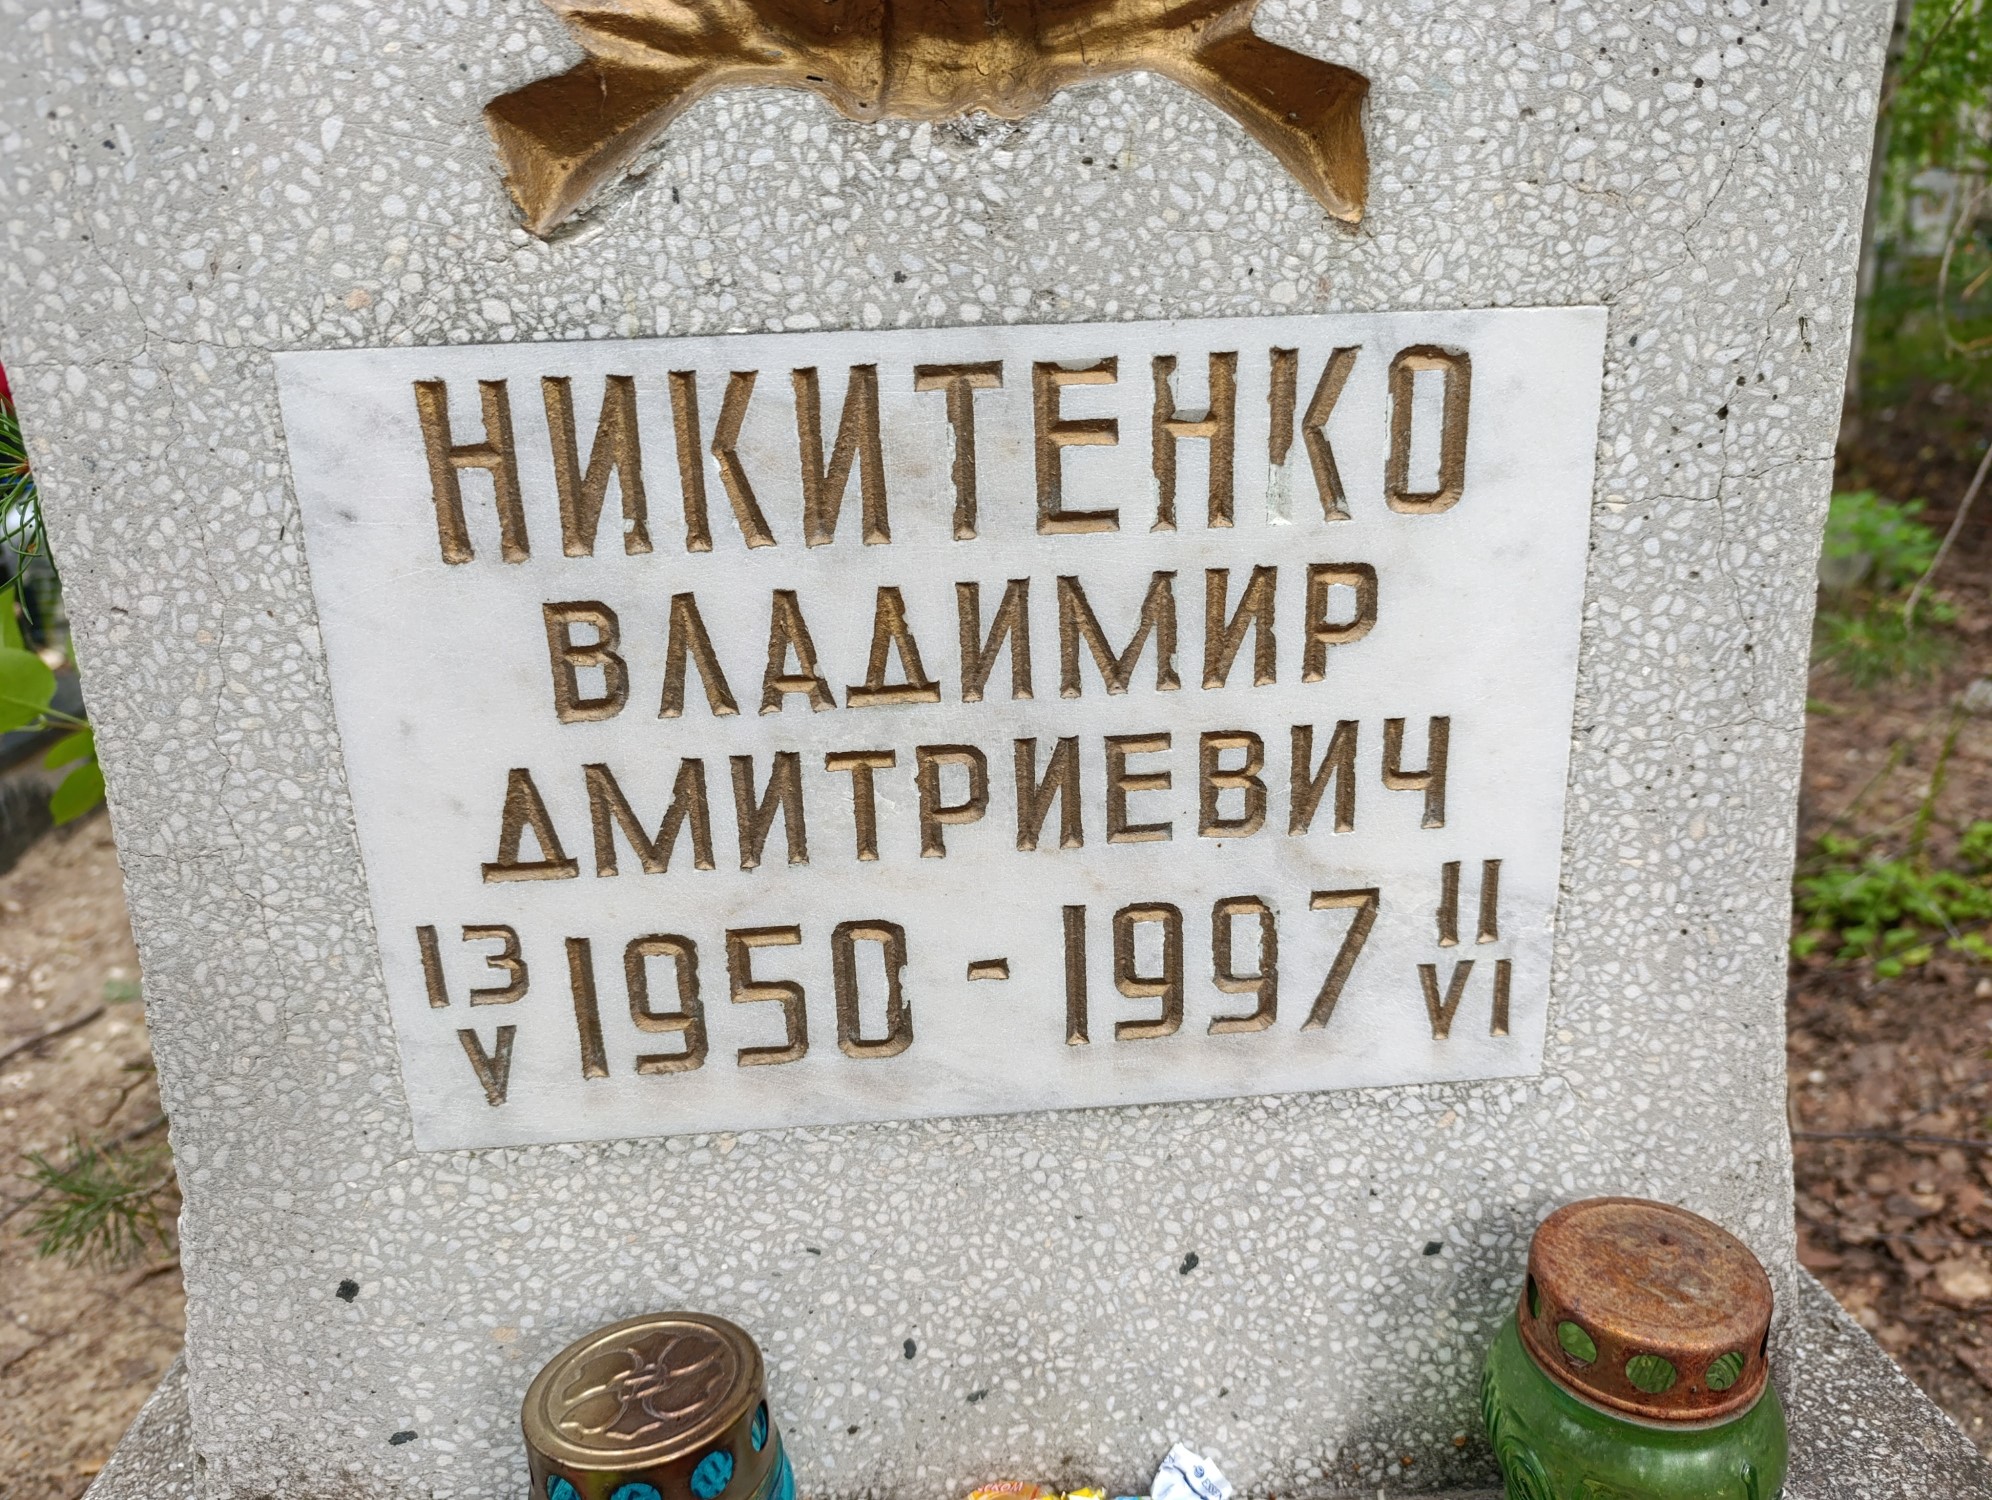 НИКИТЕНКО
ВЛАДИМИР
ДМИТРИЕВИЧ
13 V 1950 - 1997 11 VI